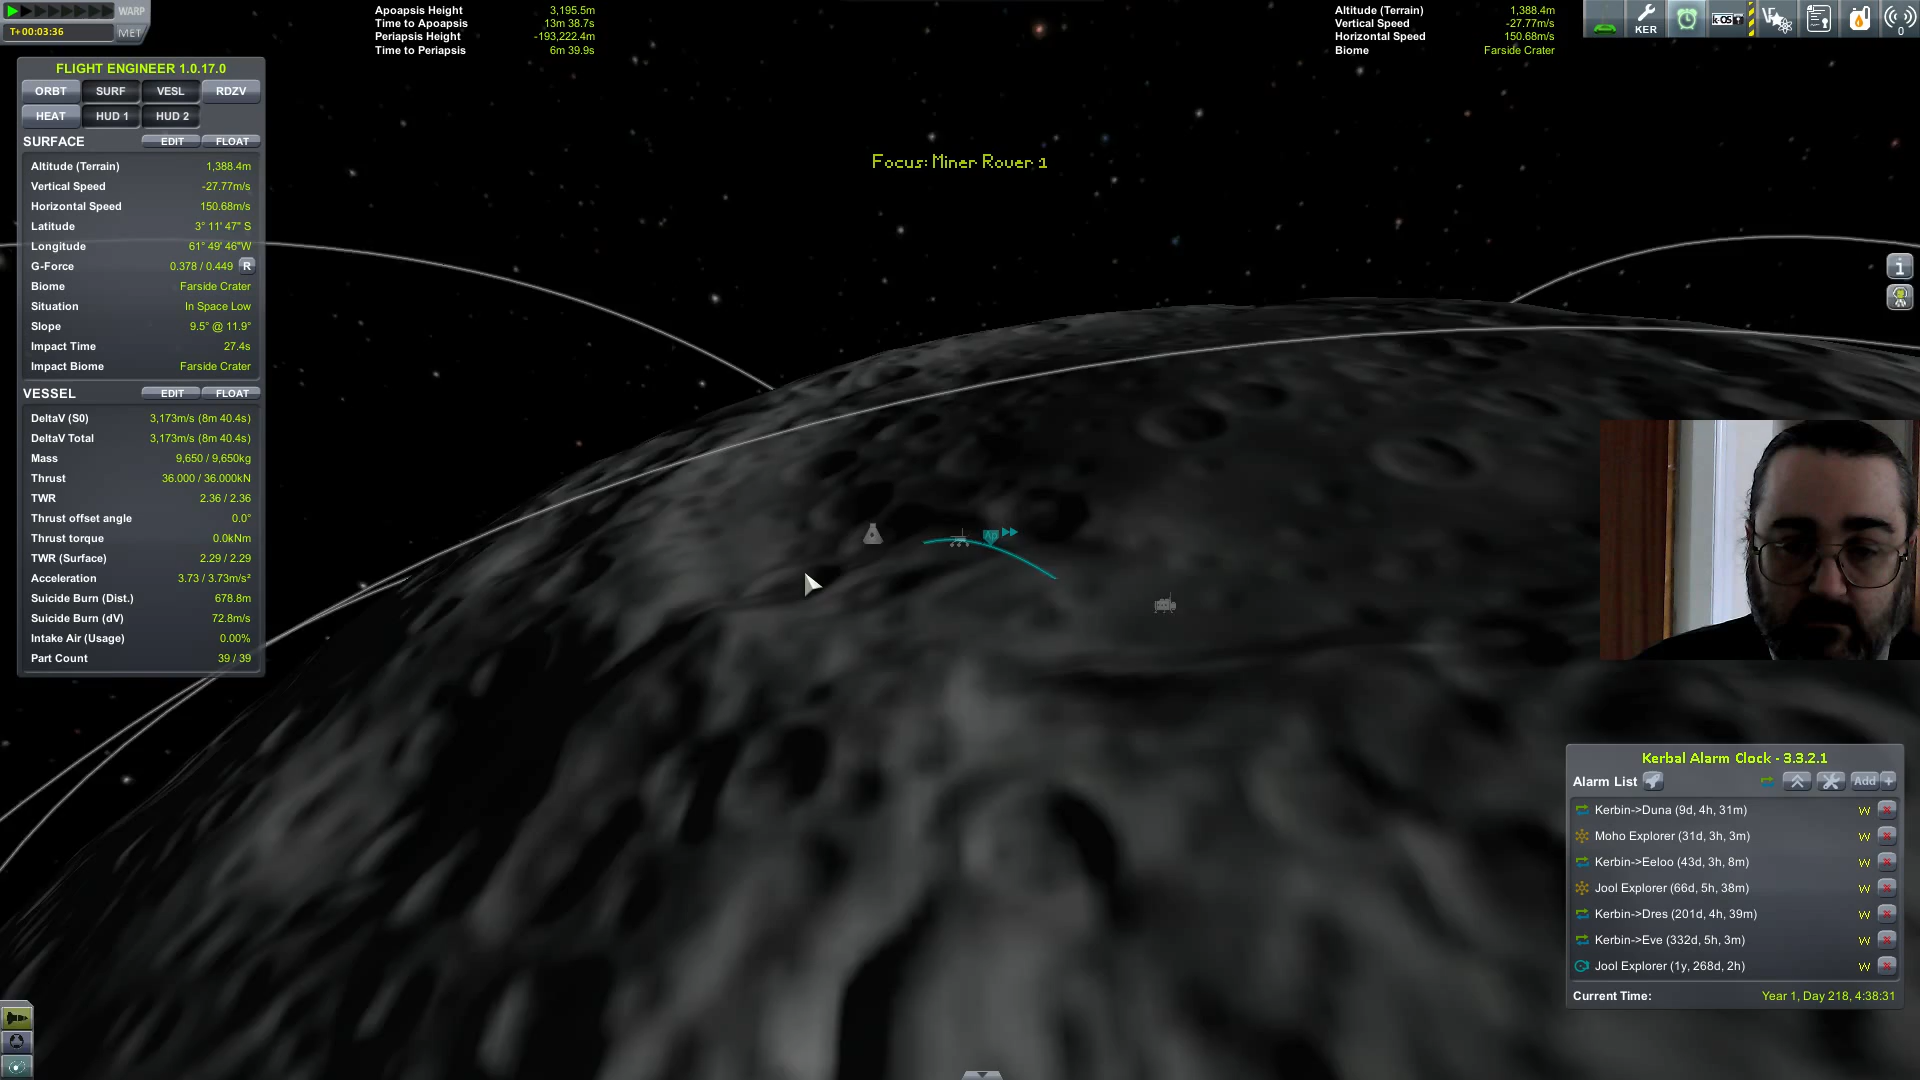 WARP
T+00:03:36
MET
Apoapsis Height 3,195.5m
Time to Apoapsis 13m 38.7s
Periapsis Height -193,222.4m
Time to Periapsis 6m 39.9s
Altitude (Terrain) 1,388.4m
Vertical Speed -27.77m/s
Horizontal Speed 150.68m/s
Biome Farside Crater
KER
kOS
0
FLIGHT ENGINEER 1.0.17.0
ORBT SURF VESL RDZV
HEAT HUD 1 HUD 2
SURFACE EDIT FLOAT
Altitude (Terrain) 1,388.4m
Vertical Speed -27.77m/s
Horizontal Speed 150.68m/s
Latitude 3° 11' 47" S
Longitude 61° 49' 46"W
G-Force 0.378 / 0.449 R
Biome Farside Crater
Situation In Space Low
Slope 9.5° @ 11.9°
Impact Time 27.4s
Impact Biome Farside Crater
VESSEL EDIT FLOAT
DeltaV (S0) 3,173m/s (8m 40.4s)
DeltaV Total 3,173m/s (8m 40.4s)
Mass 9,650 / 9,650kg
Thrust 36.000 / 36.000kN
TWR 2.36 / 2.36
Thrust offset angle 0.0°
Thrust torque 0.0kNm
TWR (Surface) 2.29 / 2.29
Acceleration 3.73 / 3.73m/s²
Suicide Burn (Dist.) 678.8m
Suicide Burn (dV) 72.8m/s
Intake Air (Usage) 0.00%
Part Count 39 / 39
Focus: Miner Rover 1
Ap
Kerbal Alarm Clock - 3.3.2.1
Alarm List Add +
Kerbin->Duna (9d, 4h, 31m) W
Moho Explorer (31d, 3h, 3m) W
Kerbin->Eeloo (43d, 3h, 8m) W
Jool Explorer (66d, 5h, 38m) W
Kerbin->Dres (201d, 4h, 39m) W
Kerbin->Eve (332d, 5h, 3m) W
Jool Explorer (1y, 268d, 2h) W
Current Time: Year 1, Day 218, 4:38:31